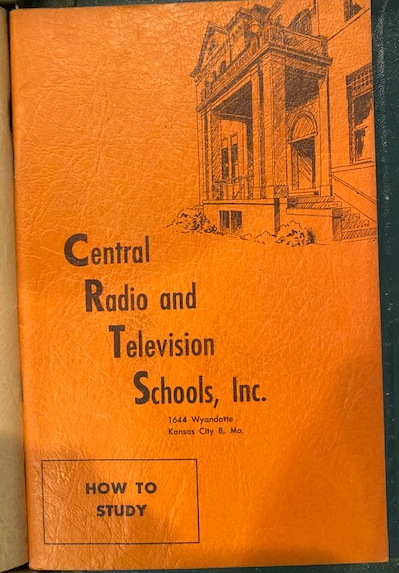 Central
Radio and
Television
Schools, Inc.
1644 Wyandotte
Kansas City 8, Mo.
HOW TO
STUDY